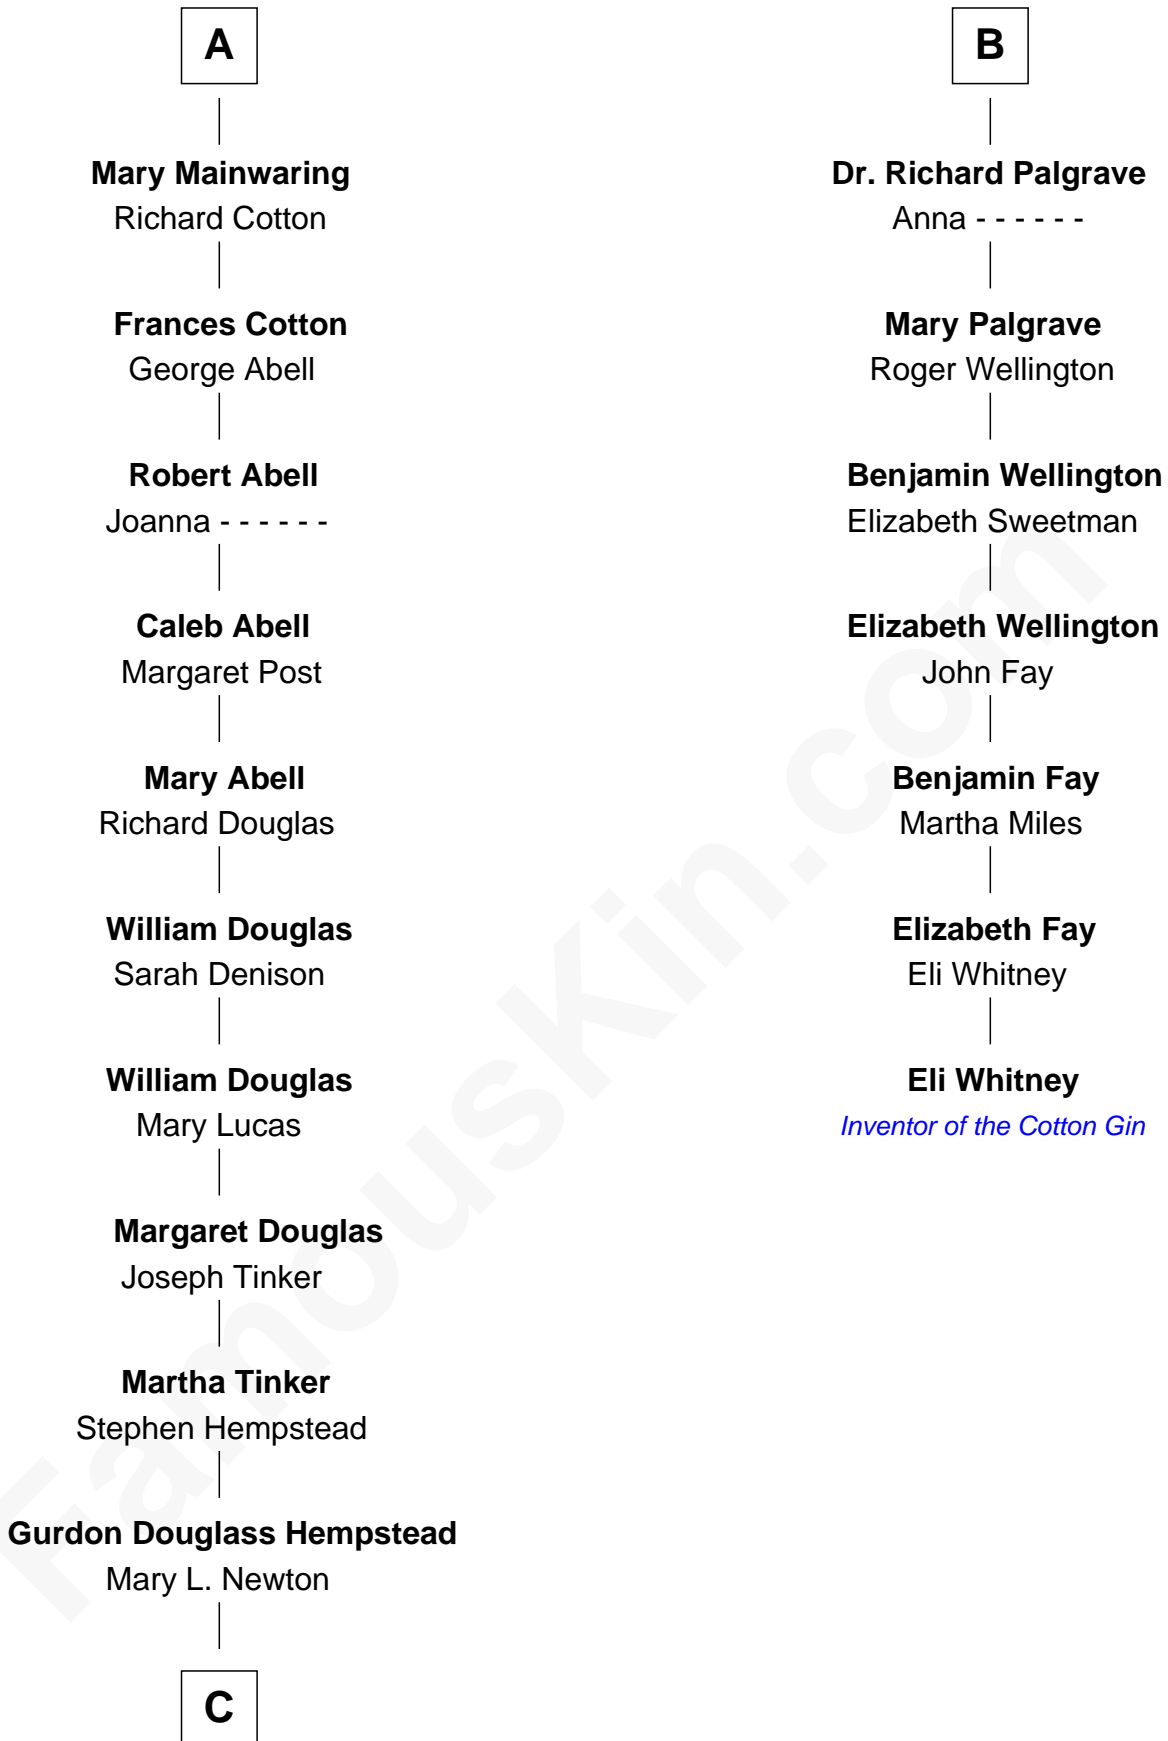 A
Mary Mainwaring
Richard Cotton
Frances Cotton
George Abell
Robert Abell
Joanna - - - - - -
Caleb Abell
Margaret Post
Mary Abell
Richard Douglas
William Douglas
Sarah Denison
William Douglas
Mary Lucas
Margaret Douglas
Joseph Tinker
Martha Tinker
Stephen Hempstead
Gurdon Douglass Hempstead
Mary L. Newton
C
B
Dr. Richard Palgrave
Anna - - - - - -
Mary Palgrave
Roger Wellington
Benjamin Wellington
Elizabeth Sweetman
Elizabeth Wellington
John Fay
Benjamin Fay
Martha Miles
Elizabeth Fay
Eli Whitney
Eli Whitney
Inventor of the Cotton Gin
FamousKin.com